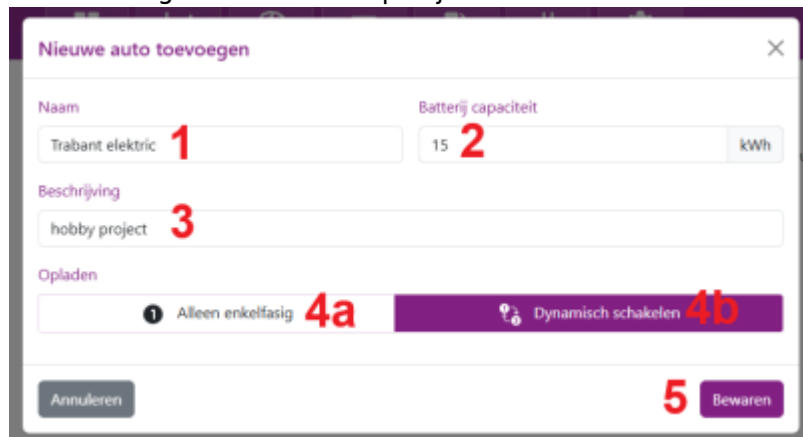 Nieuwe auto toevoegen
Naam Batterij capaciteit
Trabant elektric 1 15 2 kWh
Beschrijving
hobby project 3
Opladen
1 Alleen enkelfasig 4a Dynamisch schakelen 4b
Annuleren 5 Bewaren